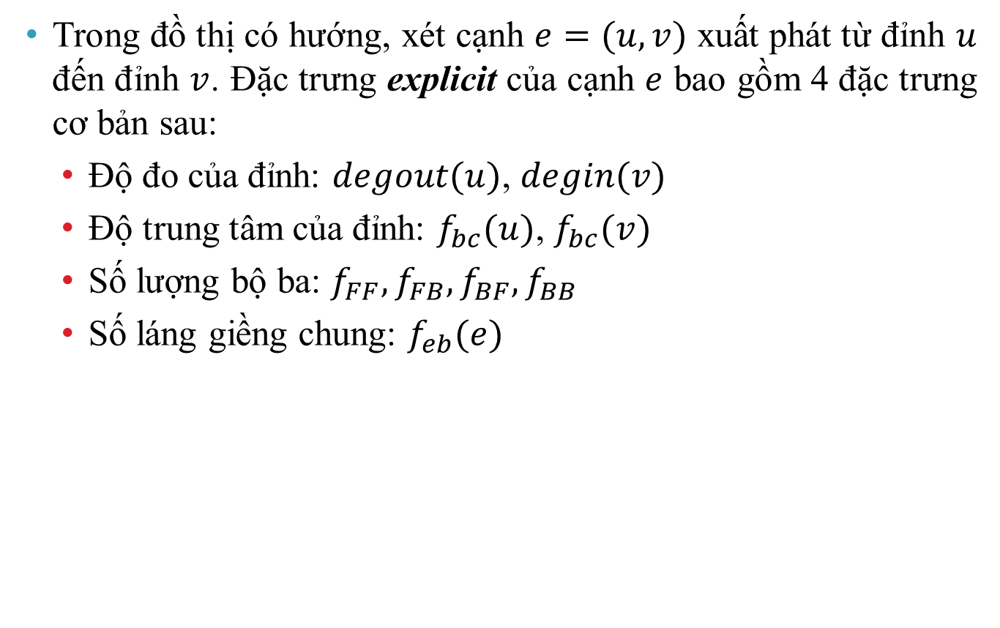 • Trong đồ thị có hướng, xét cạnh 𝑒 = (𝑢, 𝑣) xuất phát từ đỉnh 𝑢
đến đỉnh 𝑣. Đặc trưng explicit của cạnh 𝑒 bao gồm 4 đặc trưng
cơ bản sau:
• Độ đo của đỉnh: 𝑑𝑒𝑔𝑜𝑢𝑡(𝑢), 𝑑𝑒𝑔𝑖𝑛(𝑣)
• Độ trung tâm của đỉnh: 𝑓_{𝑏𝑐}(𝑢), 𝑓_{𝑏𝑐}(𝑣)
• Số lượng bộ ba: 𝑓_{𝐹𝐹}, 𝑓_{𝐹𝐵}, 𝑓_{𝐵𝐹}, 𝑓_{𝐵𝐵}
• Số láng giềng chung: 𝑓_{𝑒𝑏}(𝑒)